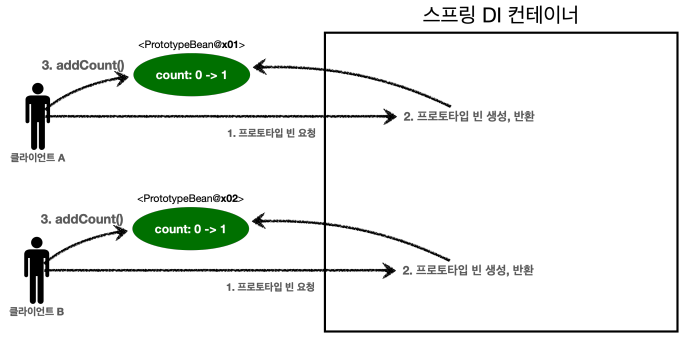 스프링 DI 컨테이너
<PrototypeBean@x01>
3. addCount()
count: 0 -> 1
2. 프로토타입 빈 생성, 반환
1. 프로토타입 빈 요청
클라이언트 A
<PrototypeBean@x02>
3. addCount()
count: 0 -> 1
2. 프로토타입 빈 생성, 반환
1. 프로토타입 빈 요청
클라이언트 B